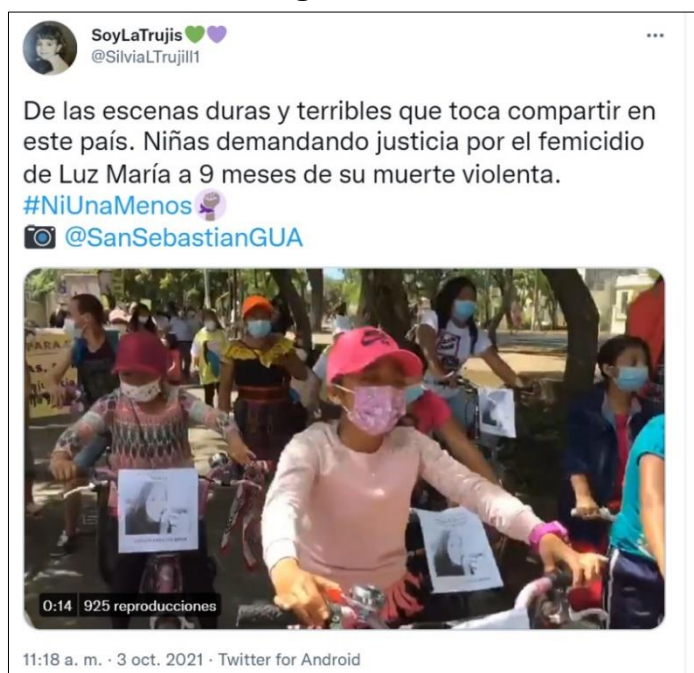 SoyLaTrujis💚💜
@SilviaLTrujill1
De las escenas duras y terribles que toca compartir en
este país. Niñas demandando justicia por el femicidio
de Luz María a 9 meses de su muerte violenta.
#NiUnaMenos
📷 @SanSebastianGUA
PARA
0:14 925 reproducciones
11:18 a. m. · 3 oct. 2021 · Twitter for Android